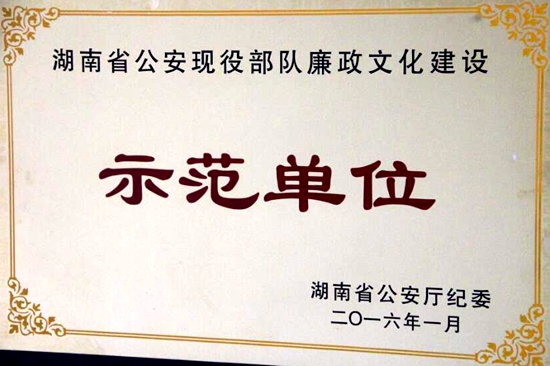 湖南省公安现役部队廉政文化建设
示范单位
湖南省公安厅纪委
二〇一六年一月